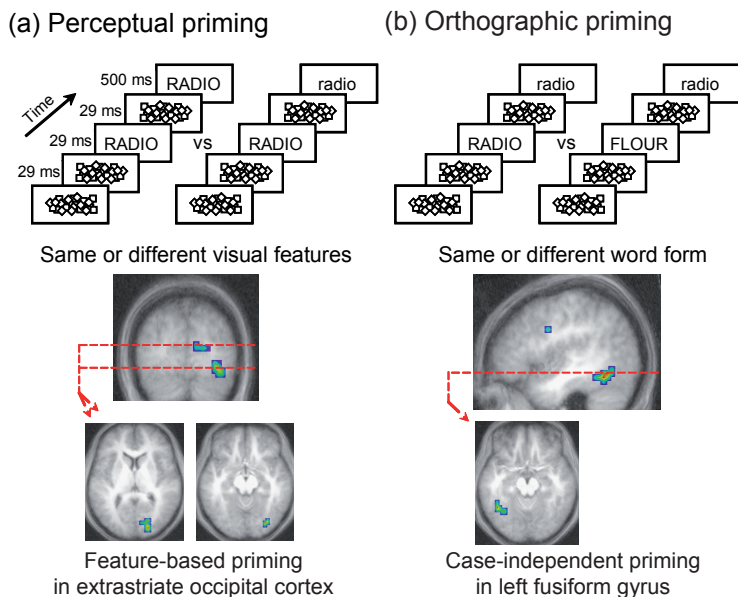 (a) Perceptual priming
(b) Orthographic priming
Time
500 ms
29 ms
29 ms
29 ms
RADIO
RADIO
vs
radio
RADIO
radio
RADIO
vs
radio
FLOUR
Same or different visual features
Same or different word form
Feature-based priming
in extrastriate occipital cortex
Case-independent priming
in left fusiform gyrus